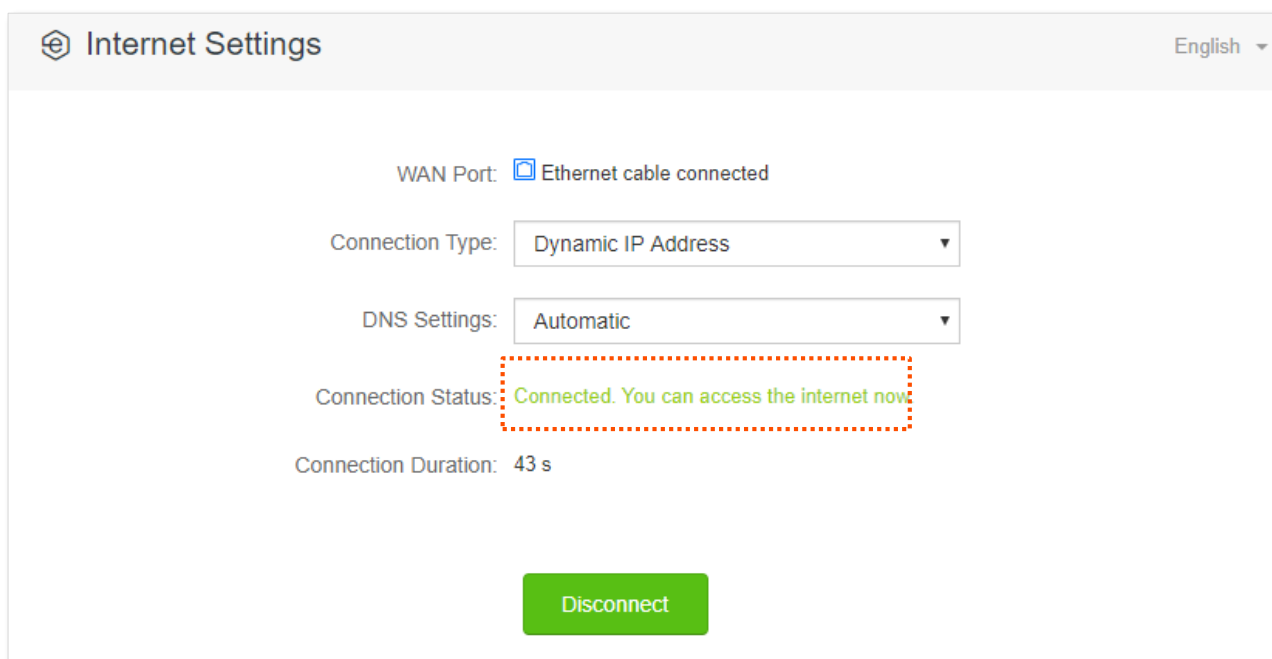 Internet Settings
English
WAN Port: Ethernet cable connected
Connection Type: Dynamic IP Address
DNS Settings: Automatic
Connection Status: Connected. You can access the internet now
Connection Duration: 43 s
Disconnect